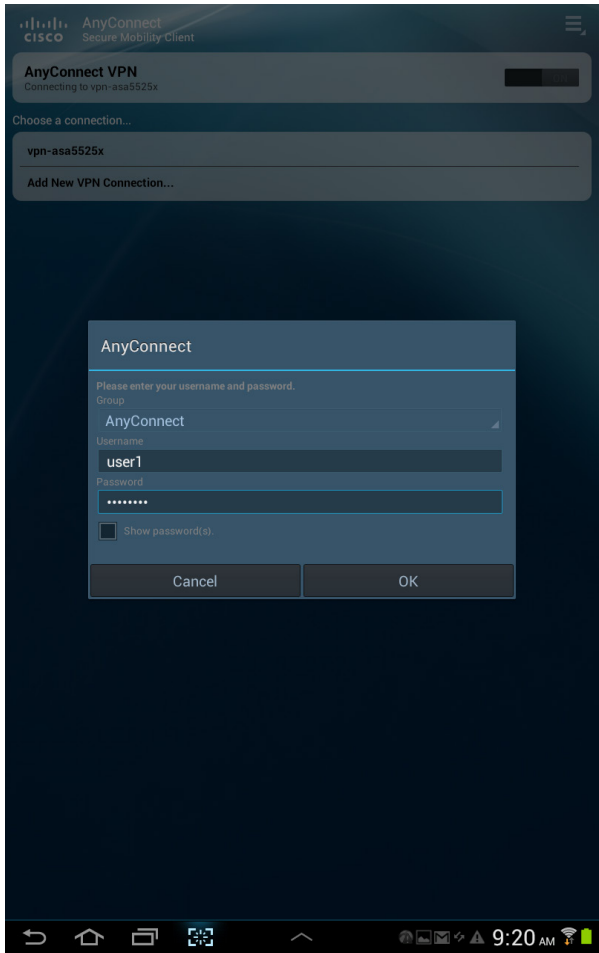 AnyConnect
CISCO Secure Mobility Client
AnyConnect VPN
Connecting to vpn-asa5525x
Choose a connection...
vpn-asa5525x
Add New VPN Connection...
AnyConnect
Please enter your username and password.
Group
AnyConnect
Username
user1
Password
••••••••
Show password(s).
Cancel OK
9:20 AM